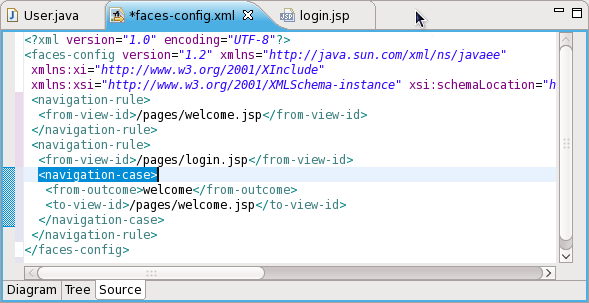 User.java *faces-config.xml login.jsp
<?xml version="1.0" encoding="UTF-8"?>
<faces-config version="1.2" xmlns="http://java.sun.com/xml/ns/javaee"
xmlns:xi="http://www.w3.org/2001/XInclude"
xmlns:xsi="http://www.w3.org/2001/XMLSchema-instance" xsi:schemaLocation="h
<navigation-rule>
<from-view-id>/pages/welcome.jsp</from-view-id>
</navigation-rule>
<navigation-rule>
<from-view-id>/pages/login.jsp</from-view-id>
<navigation-case>
<from-outcome>welcome</from-outcome>
<to-view-id>/pages/welcome.jsp</to-view-id>
</navigation-case>
</navigation-rule>
</faces-config>
Diagram Tree Source